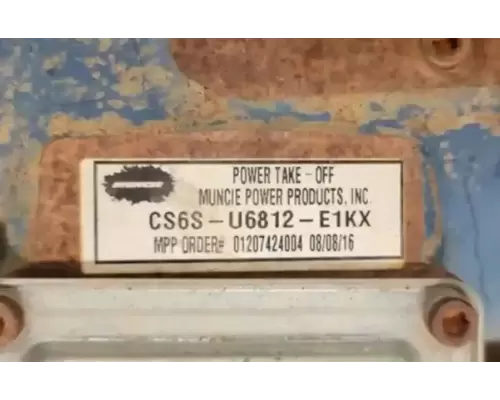 POWER TAKE - OFF
MUNCIE POWER PRODUCTS, INC
CS6S-U6812-E1KX
MPP ORDER# 01207424004 08/08/16